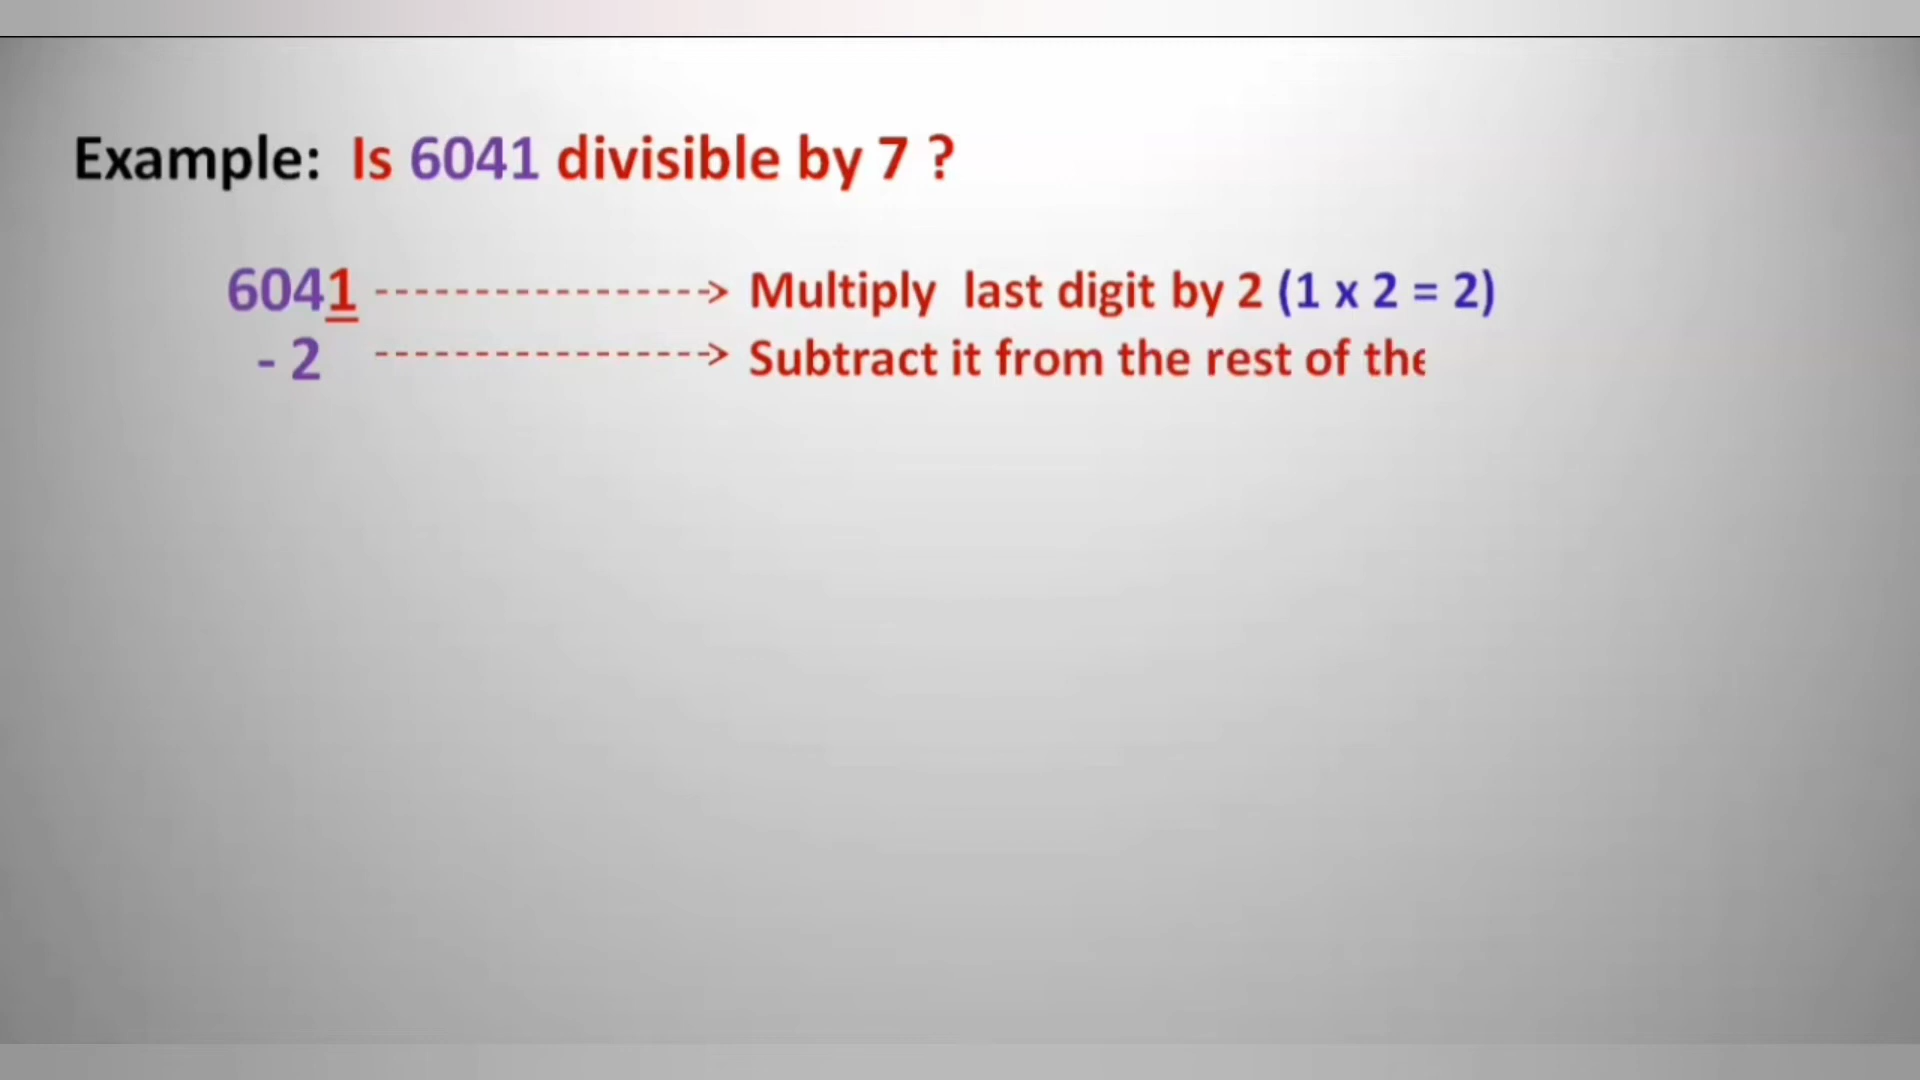 Example: Is 6041 divisible by 7 ?
6041 Multiply last digit by 2 (1 x 2 = 2)
- 2 Subtract it from the rest of the